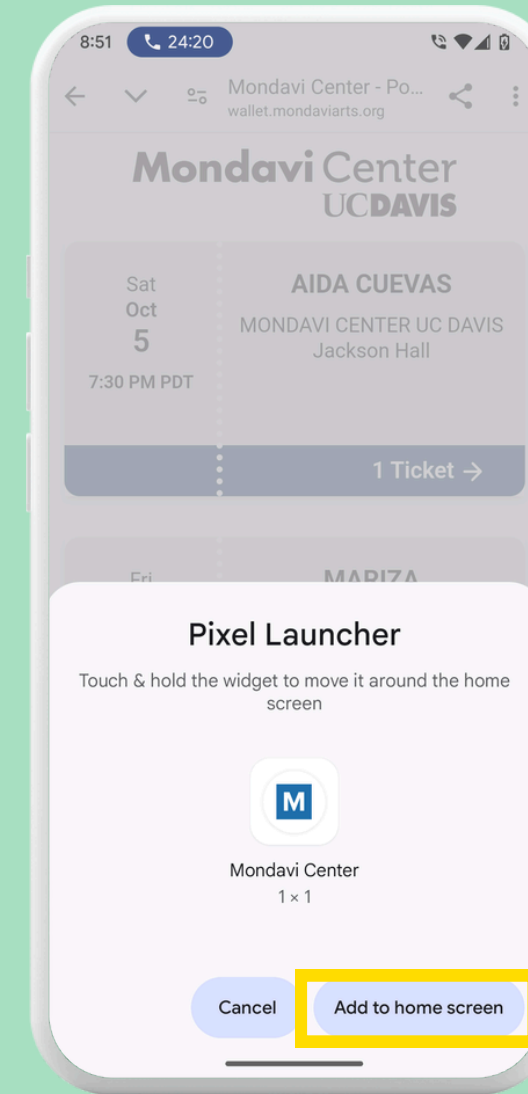 8:51
24:20
Mondavi Center - Po...
wallet.mondaviarts.org
Mondavi Center
UCDAVIS
Sat
Oct
5
7:30 PM PDT
AIDA CUEVAS
MONDAVI CENTER UC DAVIS
Jackson Hall
1 Ticket →
Fri
MARIZA
Pixel Launcher
Touch & hold the widget to move it around the home
screen
M
Mondavi Center
1 × 1
Cancel
Add to home screen